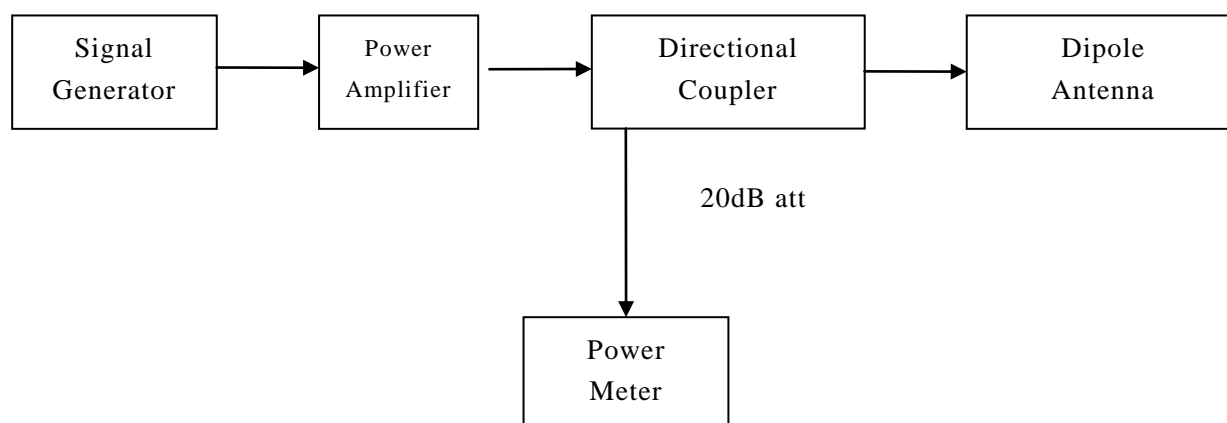 Signal
Generator
Power
Amplifier
Directional
Coupler
Dipole
Antenna
20dB att
Power
Meter